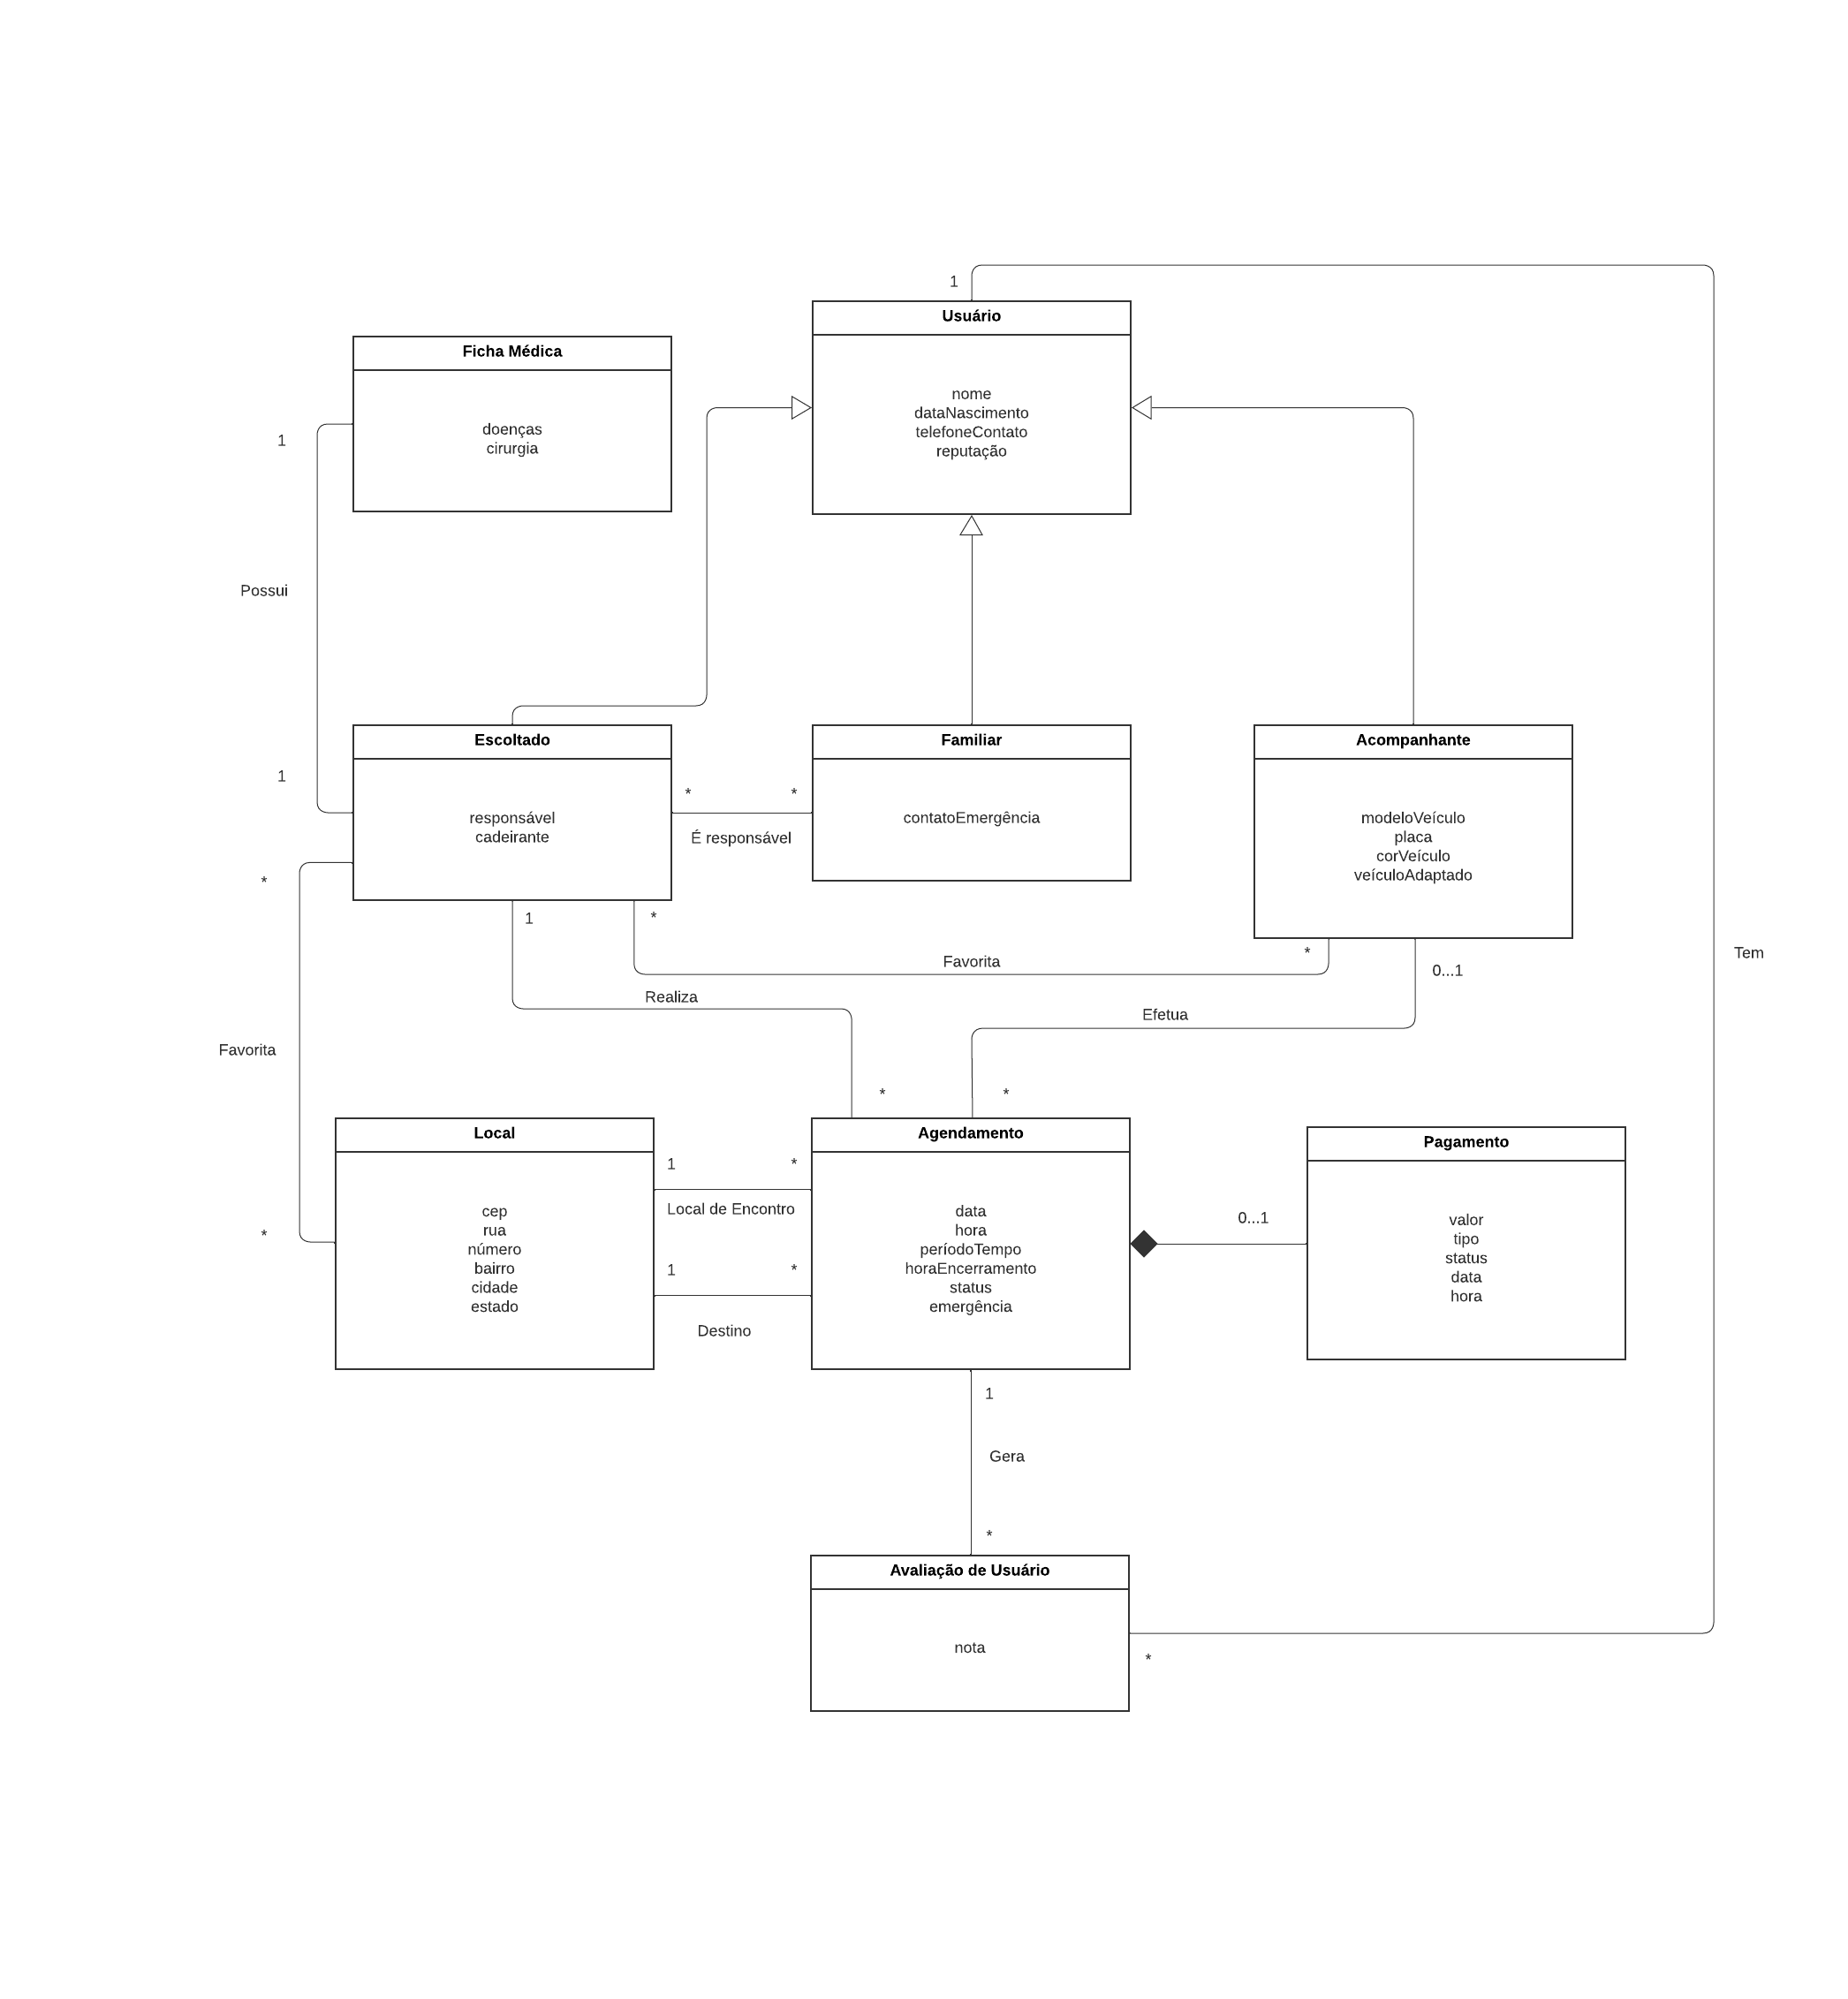 1
Usuário
nome
dataNascimento
telefoneContato
reputação
Ficha Médica
doenças
cirurgia
1
Possui
1
Escoltado
responsável
cadeirante
*
*
É responsável
Familiar
contatoEmergência
Acompanhante
modeloVeículo
placa
corVeículo
veículoAdaptado
*
1
*
Favorita
*
0...1
Tem
Realiza
Efetua
Favorita
*
*
Local
cep
rua
número
bairro
cidade
estado
*
1
*
Local de Encontro
1
*
Destino
Agendamento
data
hora
períodoTempo
horaEncerramento
status
emergência
0...1
Pagamento
valor
tipo
status
data
hora
1
Gera
*
Avaliação de Usuário
nota
*